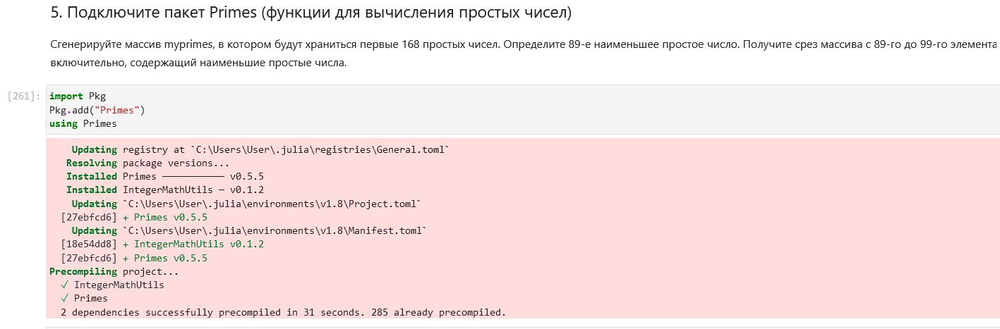 5. Подключите пакет Primes (функции для вычисления простых чисел)
Сгенерируйте массив myprimes, в котором будут храниться первые 168 простых чисел. Определите 89-е наименьшее простое число. Получите срез массива с 89-го до 99-го элемента
включительно, содержащий наименьшие простые числа.
[261]: import Pkg
Pkg.add("Primes")
using Primes
Updating registry at `C:\Users\User\.julia\registries\General.toml`
Resolving package versions...
Installed Primes ─────────── v0.5.5
Installed IntegerMathUtils ─ v0.1.2
Updating `C:\Users\User\.julia\environments\v1.8\Project.toml`
[27ebfcd6] + Primes v0.5.5
Updating `C:\Users\User\.julia\environments\v1.8\Manifest.toml`
[18e54dd8] + IntegerMathUtils v0.1.2
[27ebfcd6] + Primes v0.5.5
Precompiling project...
✓ IntegerMathUtils
✓ Primes
2 dependencies successfully precompiled in 31 seconds. 285 already precompiled.